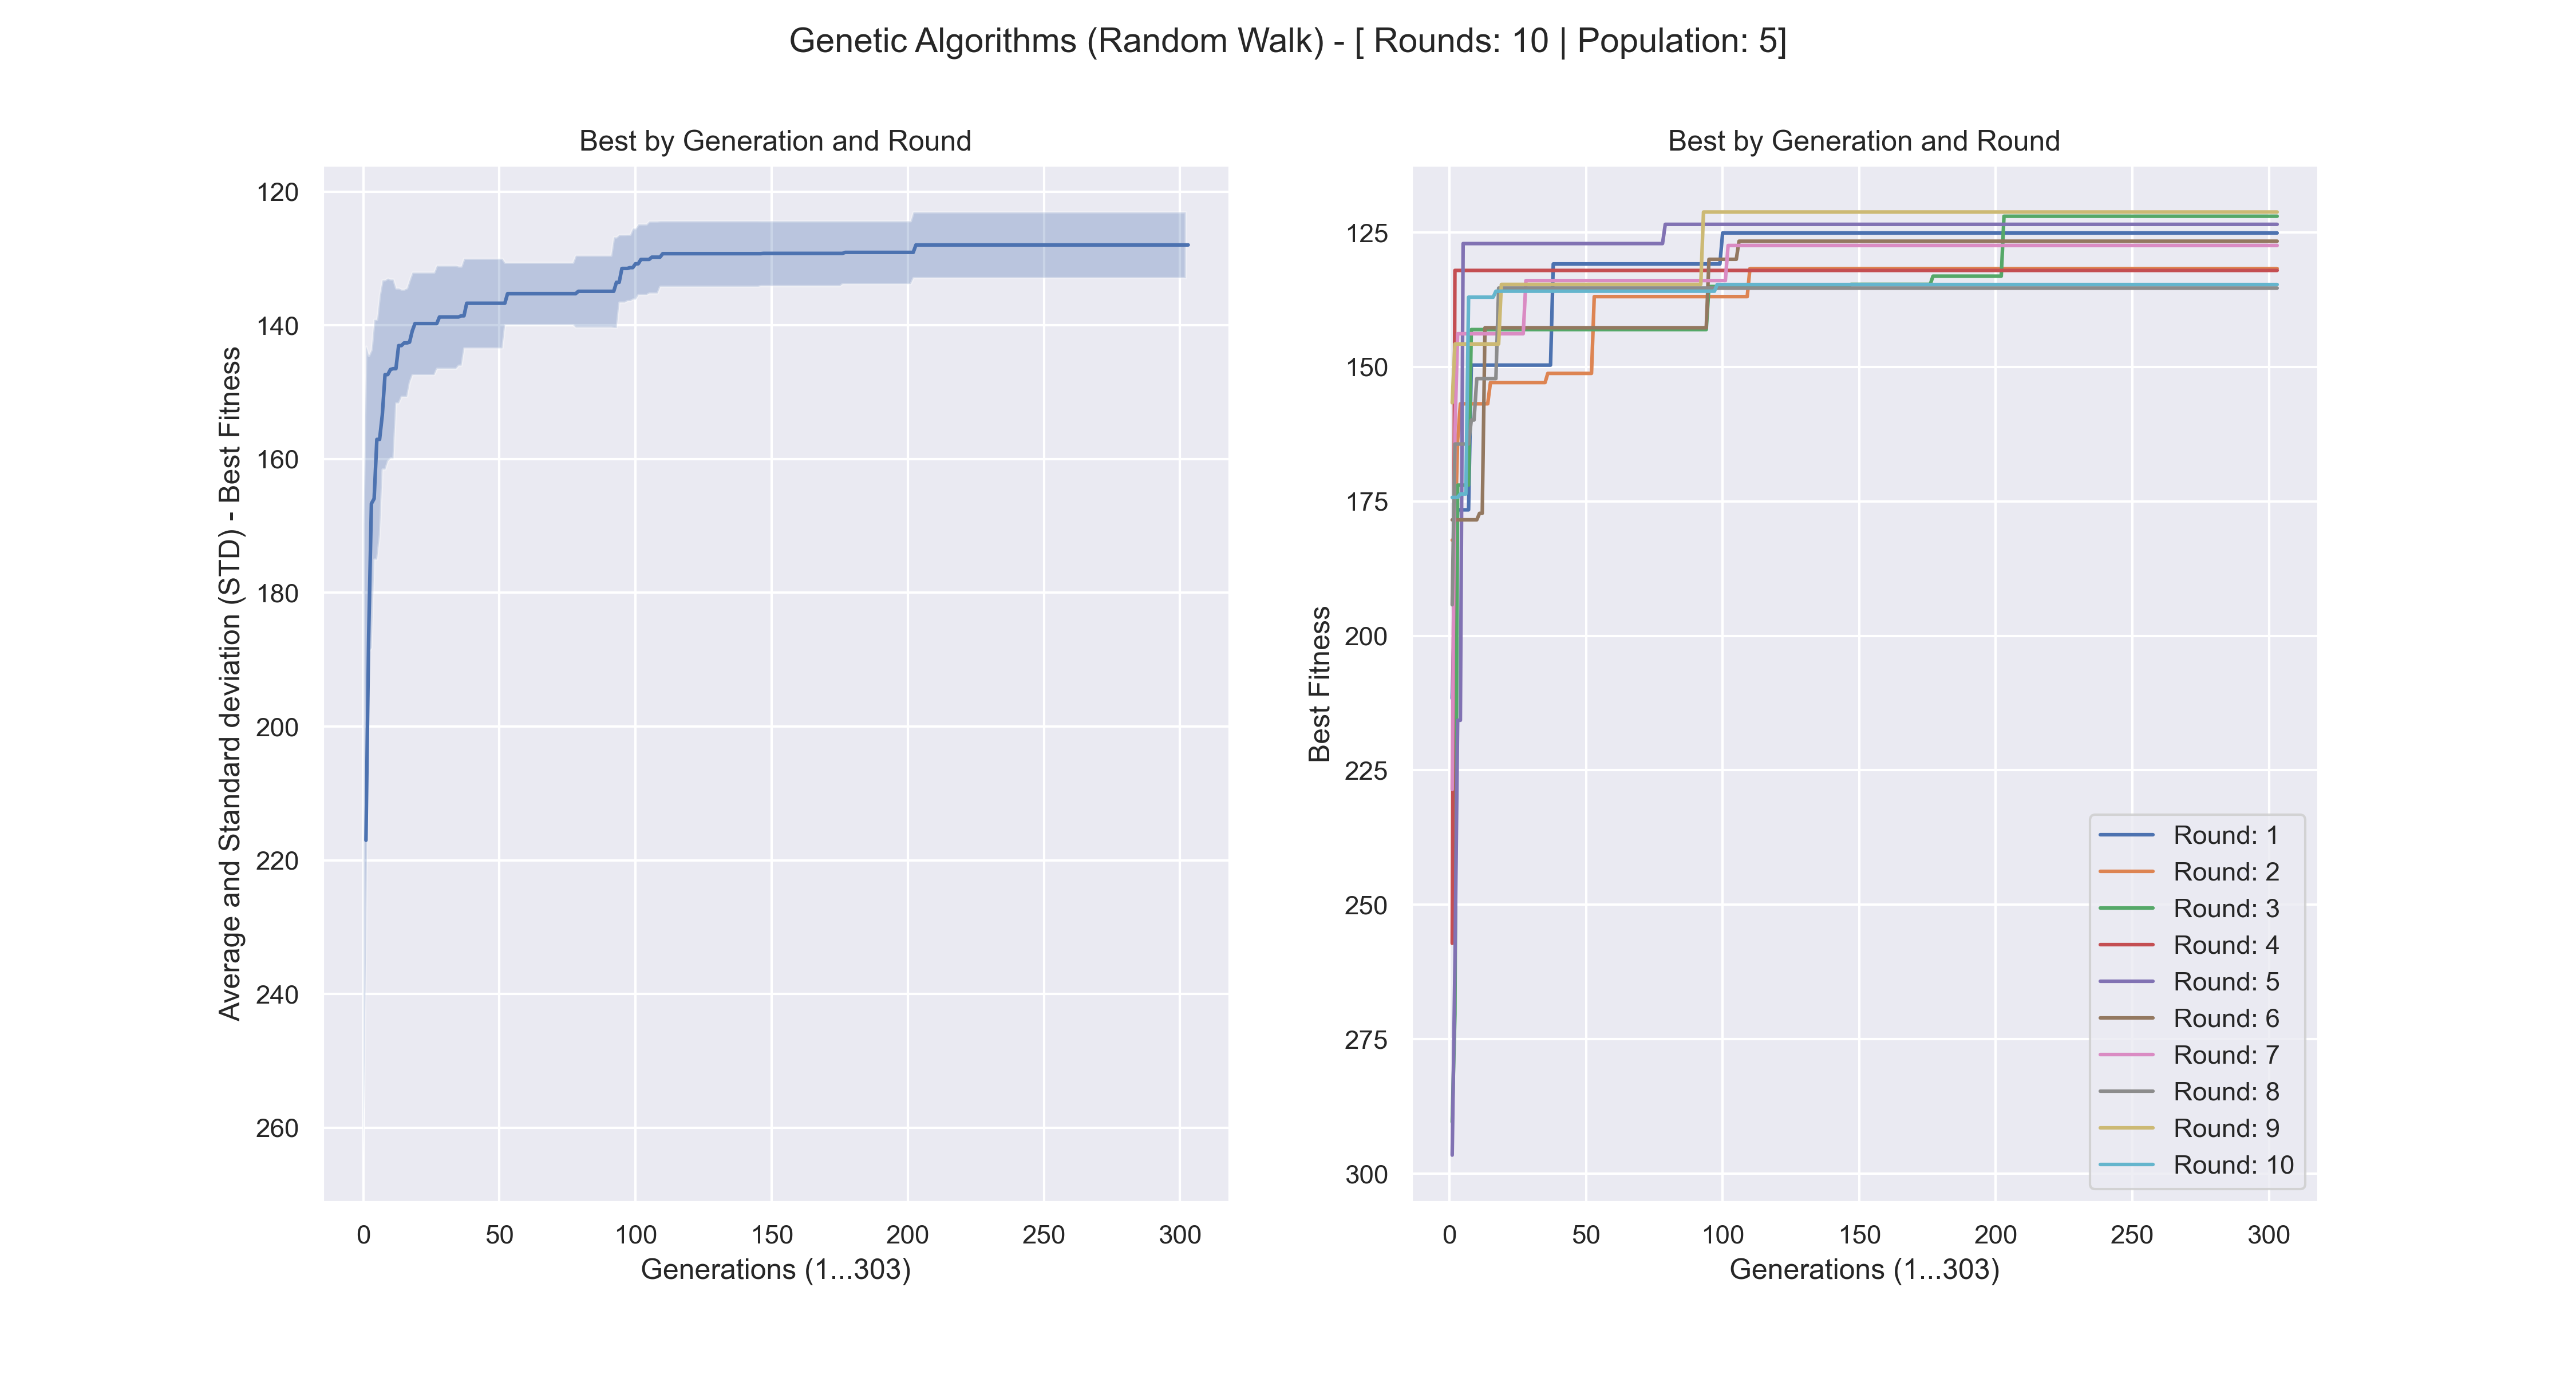 Genetic Algorithms (Random Walk) - [ Rounds: 10 | Population: 5]
Best by Generation and Round
Average and Standard deviation (STD) - Best Fitness
120
140
160
180
200
220
240
260
0 50 100 150 200 250 300
Generations (1...303)
Best by Generation and Round
Best Fitness
125
150
175
200
225
250
275
300
Round: 1
Round: 2
Round: 3
Round: 4
Round: 5
Round: 6
Round: 7
Round: 8
Round: 9
Round: 10
0 50 100 150 200 250 300
Generations (1...303)